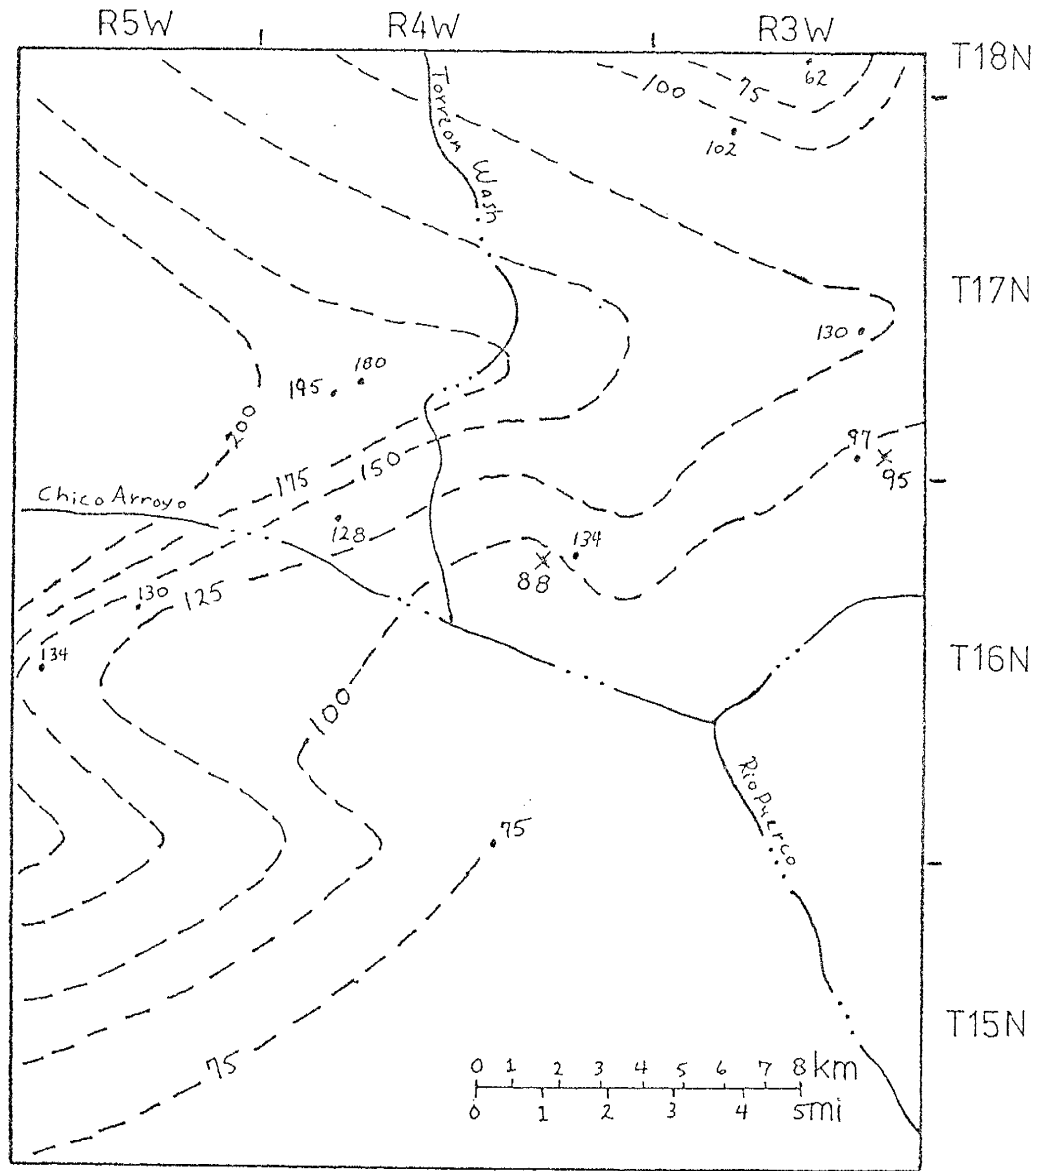 R5W R4W R3W
T18N
62
75
100
102
Torreon Wash
T17N
130
180
195
200
97
95
175
150
Chico Arroyo
128
134
88
130
125
134
T16N
100
Rio Puerco
75
T15N
75
0 1 2 3 4 5 6 7 8 km
0 1 2 3 4 5mi